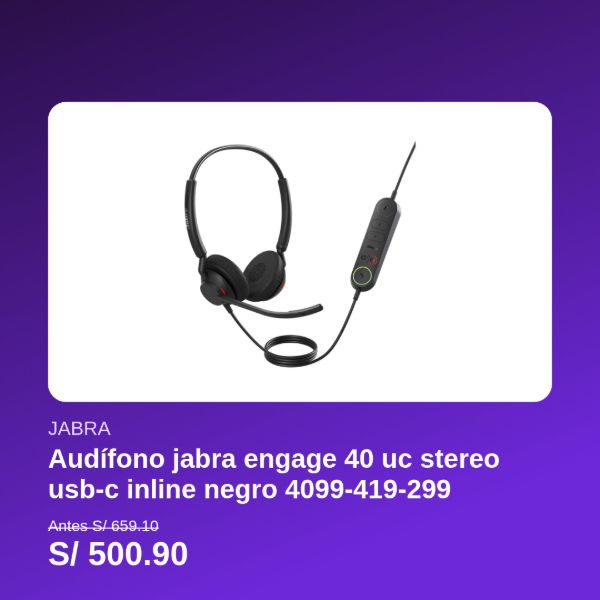 JABRA
Audífono jabra engage 40 uc stereo
usb-c inline negro 4099-419-299
Antes S/ 659.10
S/ 500.90